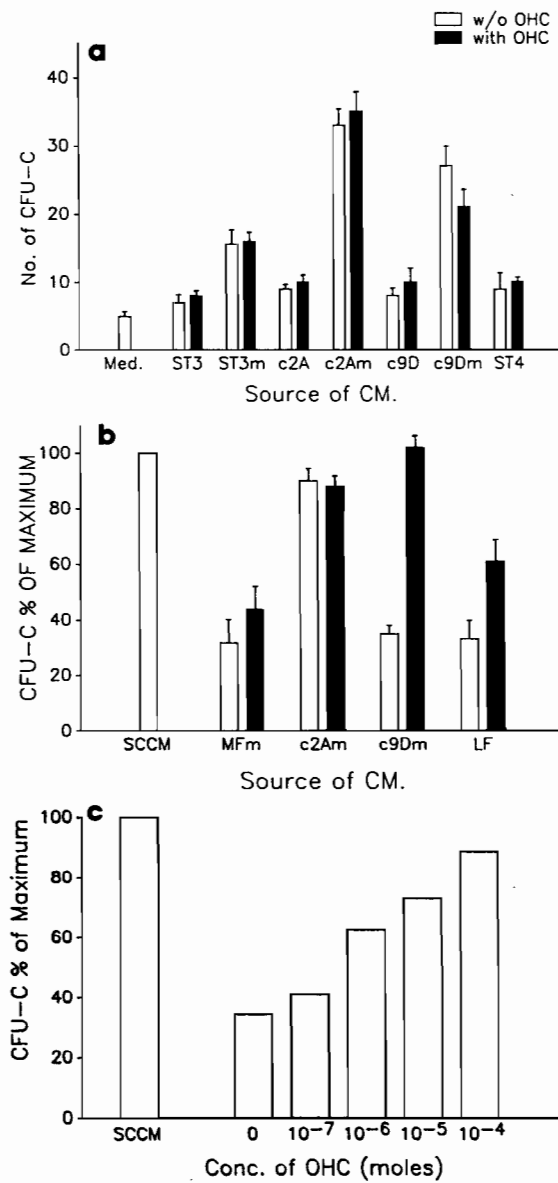 w/o OHC
with OHC
a
No. of CFU-C
40
30
20
10
0
Med. ST3 ST3m c2A c2Am c9D c9Dm ST4
Source of CM.
b
CFU-C % OF MAXIMUM
100
80
60
40
20
0
SCCM MFm c2Am c9Dm LF
Source of CM.
c
CFU-C % of Maximum
100
80
60
40
20
0
SCCM 0 10⁻⁷ 10⁻⁶ 10⁻⁵ 10⁻⁴
Conc. of OHC (moles)